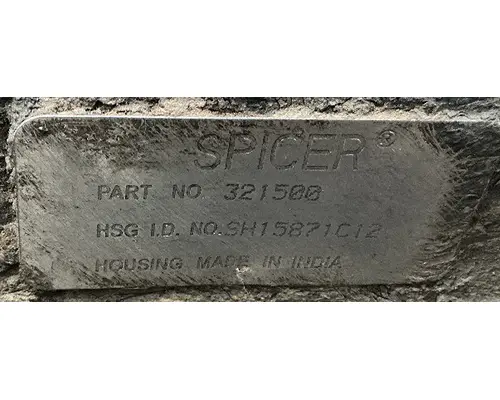 SPICER®
PART NO. 321500
HSG I.D. NO. SH15871C12
HOUSING MADE IN INDIA